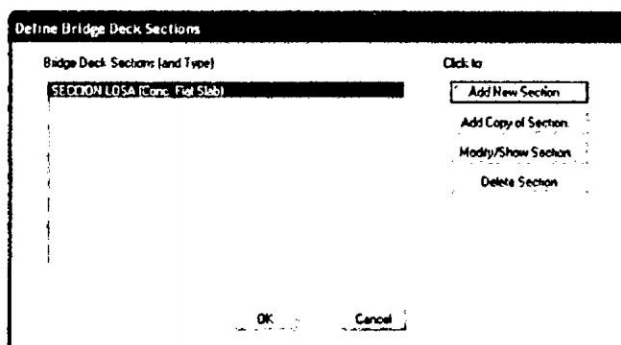 Define Bridge Deck Sections
Bridge Deck Sections (and Type)
Click to
SECCION LOSA (Conc. Flat Slab)
Add New Section
Add Copy of Section
Modify/Show Section
Delete Section
OK
Cancel